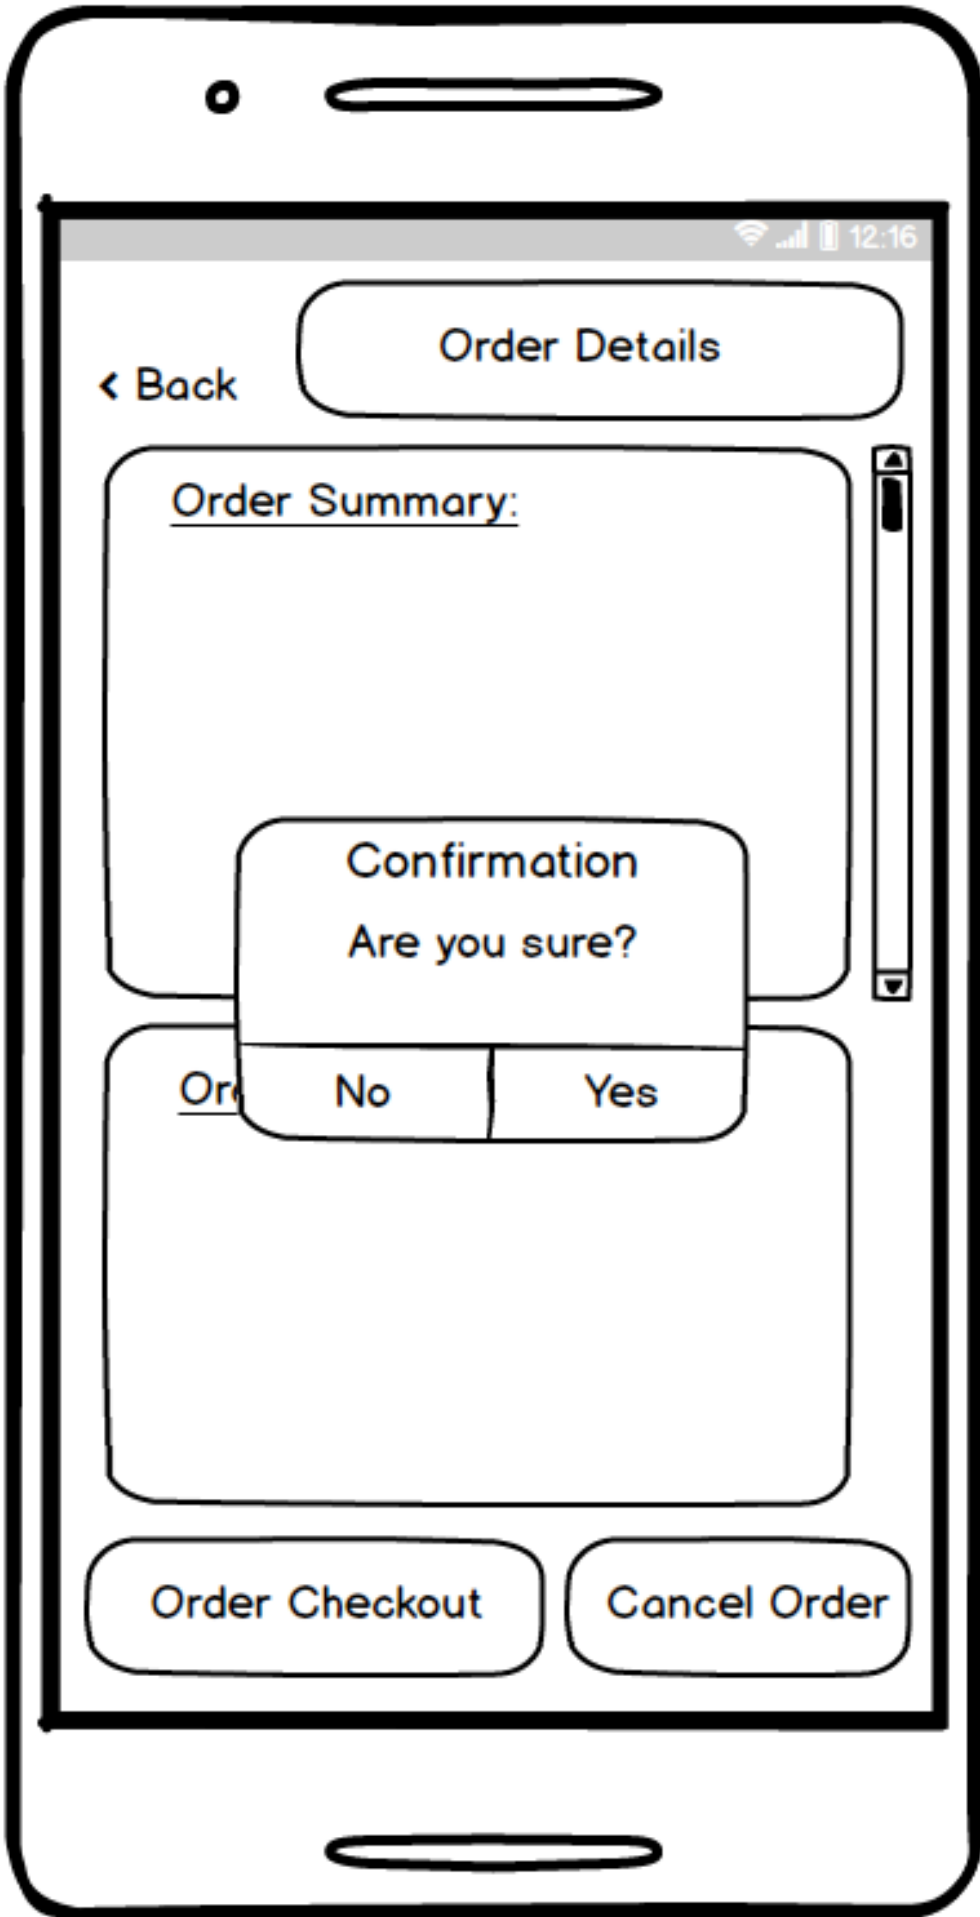 12:16
Order Details
< Back
Order Summary:
Confirmation
Are you sure?
No
Yes
Order Checkout
Cancel Order